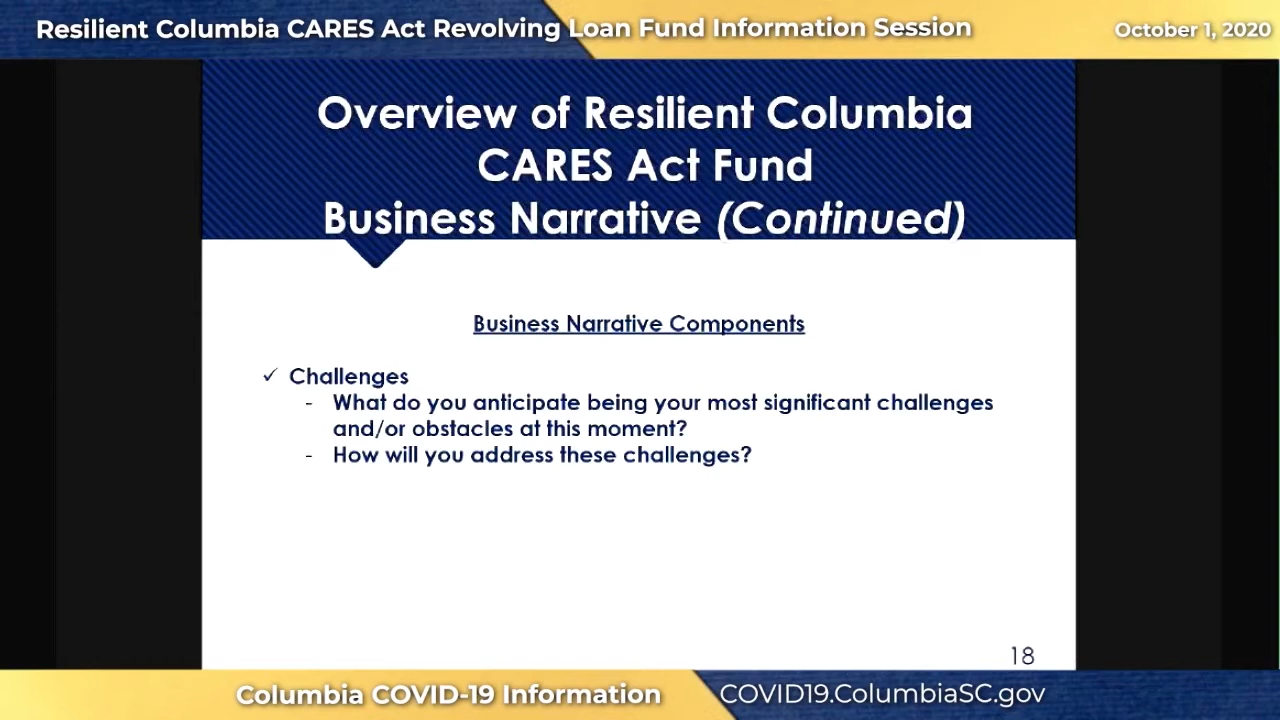 Resilient Columbia CARES Act Revolving Loan Fund Information Session
October 1, 2020
Overview of Resilient Columbia
CARES Act Fund
Business Narrative (Continued)
Business Narrative Components
✓ Challenges
- What do you anticipate being your most significant challenges
and/or obstacles at this moment?
- How will you address these challenges?
18
Columbia COVID-19 Information
COVID19.ColumbiaSC.gov